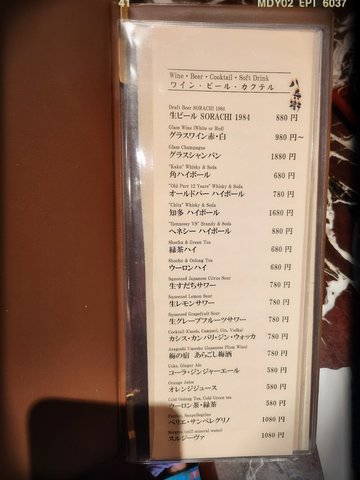 41 MDY02 EPT 6037
Wine・Beer・Cocktail・Soft Drink
ワイン・ビール・カクテル
Draft Beer SORACHI 1984
生ビール SORACHI 1984 880 円
Glass Wine (White or Red)
グラスワイン赤・白 980 円～
Glass Champagne
グラスシャンパン 1880 円
"Kaku" Whisky & Soda
角ハイボール 680 円
"Old Parr 12 Years" Whisky & Soda
オールドパー ハイボール 780 円
"Chita" Whisky & Soda
知多 ハイボール 1680 円
"Hennessy VS" Brandy & Soda
ヘネシー ハイボール 880 円
Shochu & Green Tea
緑茶ハイ 680 円
Shochu & Oolong Tea
ウーロンハイ 680 円
Squeezed Japanese Citrus Sour
生すだちサワー 780 円
Squeezed Lemon Sour
生レモンサワー 780 円
Squeezed Grapefruit Sour
生グレープフルーツサワー 780 円
Cocktail (Cassis, Campari, Gin, Vodka)
カシス・カンパリ・ジン・ウォッカ 780 円
Aragoshi Umeshu (Japanese Plum Wine)
梅の宿 あらごし梅酒 780 円
Coke, Ginger Ale
コーラ・ジンジャーエール 580 円
Orange Juice
オレンジジュース 580 円
Cold Oolong Tea, Cold Green tea
ウーロン茶・緑茶 580 円
Perrier, Sanpellegrino
ペリエ・サンペレグリノ 1080 円
(still mineral water)
スルジーヴァ 1080 円